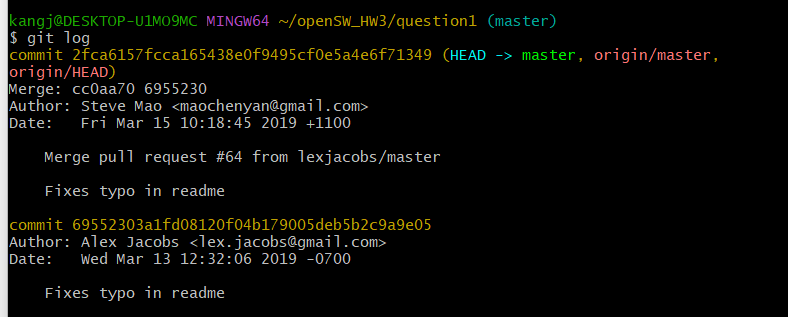 kangj@DESKTOP-U1MO9MC MINGW64 ~/openSW_HW3/question1 (master)
$ git log
commit 2fca6157fcca165438e0f9495cf0e5a4e6f71349 (HEAD -> master, origin/master,
origin/HEAD)
Merge: cc0aa70 6955230
Author: Steve Mao <maochenyan@gmail.com>
Date:   Fri Mar 15 10:18:45 2019 +1100

    Merge pull request #64 from lexjacobs/master

    Fixes typo in readme

commit 69552303a1fd08120f04b179005deb5b2c9a9e05
Author: Alex Jacobs <lex.jacobs@gmail.com>
Date:   Wed Mar 13 12:32:06 2019 -0700

    Fixes typo in readme